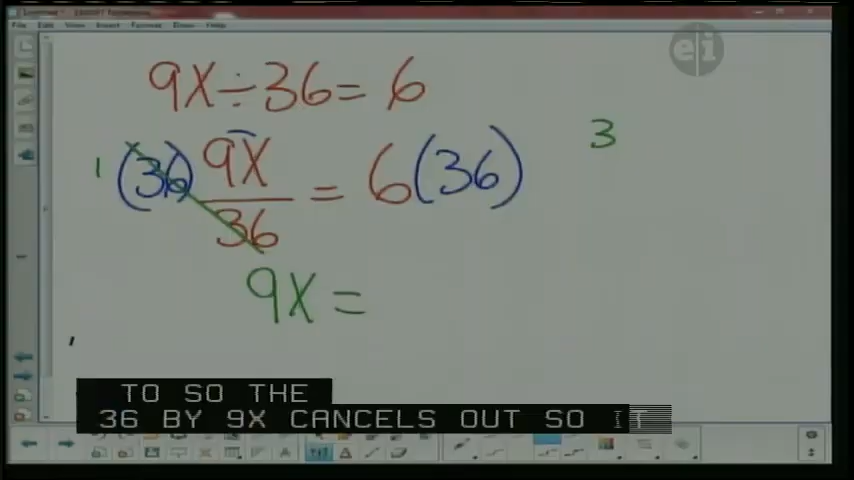 9X÷36=6
ei
1 (36) 9X/36 = 6(36) 3
9X=
TO SO THE
36 BY 9X CANCELS OUT SO IT